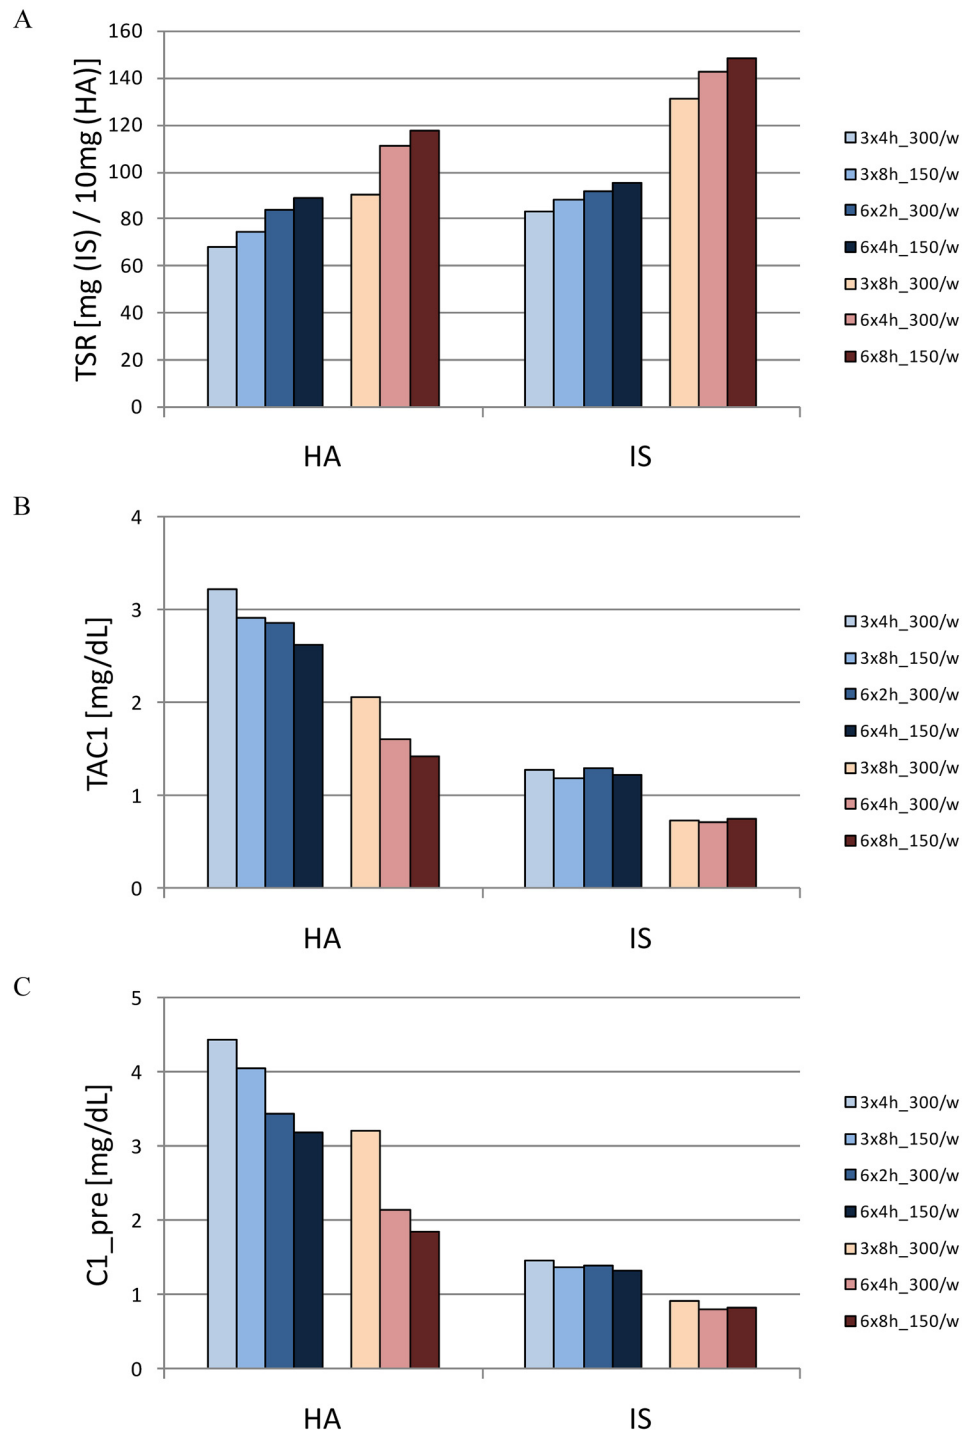 A
TSR [mg (IS) / 10mg (HA)]
160
140
120
100
80
60
40
20
0
HA
IS
3x4h_300/w
3x8h_150/w
6x2h_300/w
6x4h_150/w
3x8h_300/w
6x4h_300/w
6x8h_150/w
B
TAC1 [mg/dL]
4
3
2
1
0
HA
IS
3x4h_300/w
3x8h_150/w
6x2h_300/w
6x4h_150/w
3x8h_300/w
6x4h_300/w
6x8h_150/w
C
C1_pre [mg/dL]
5
4
3
2
1
0
HA
IS
3x4h_300/w
3x8h_150/w
6x2h_300/w
6x4h_150/w
3x8h_300/w
6x4h_300/w
6x8h_150/w